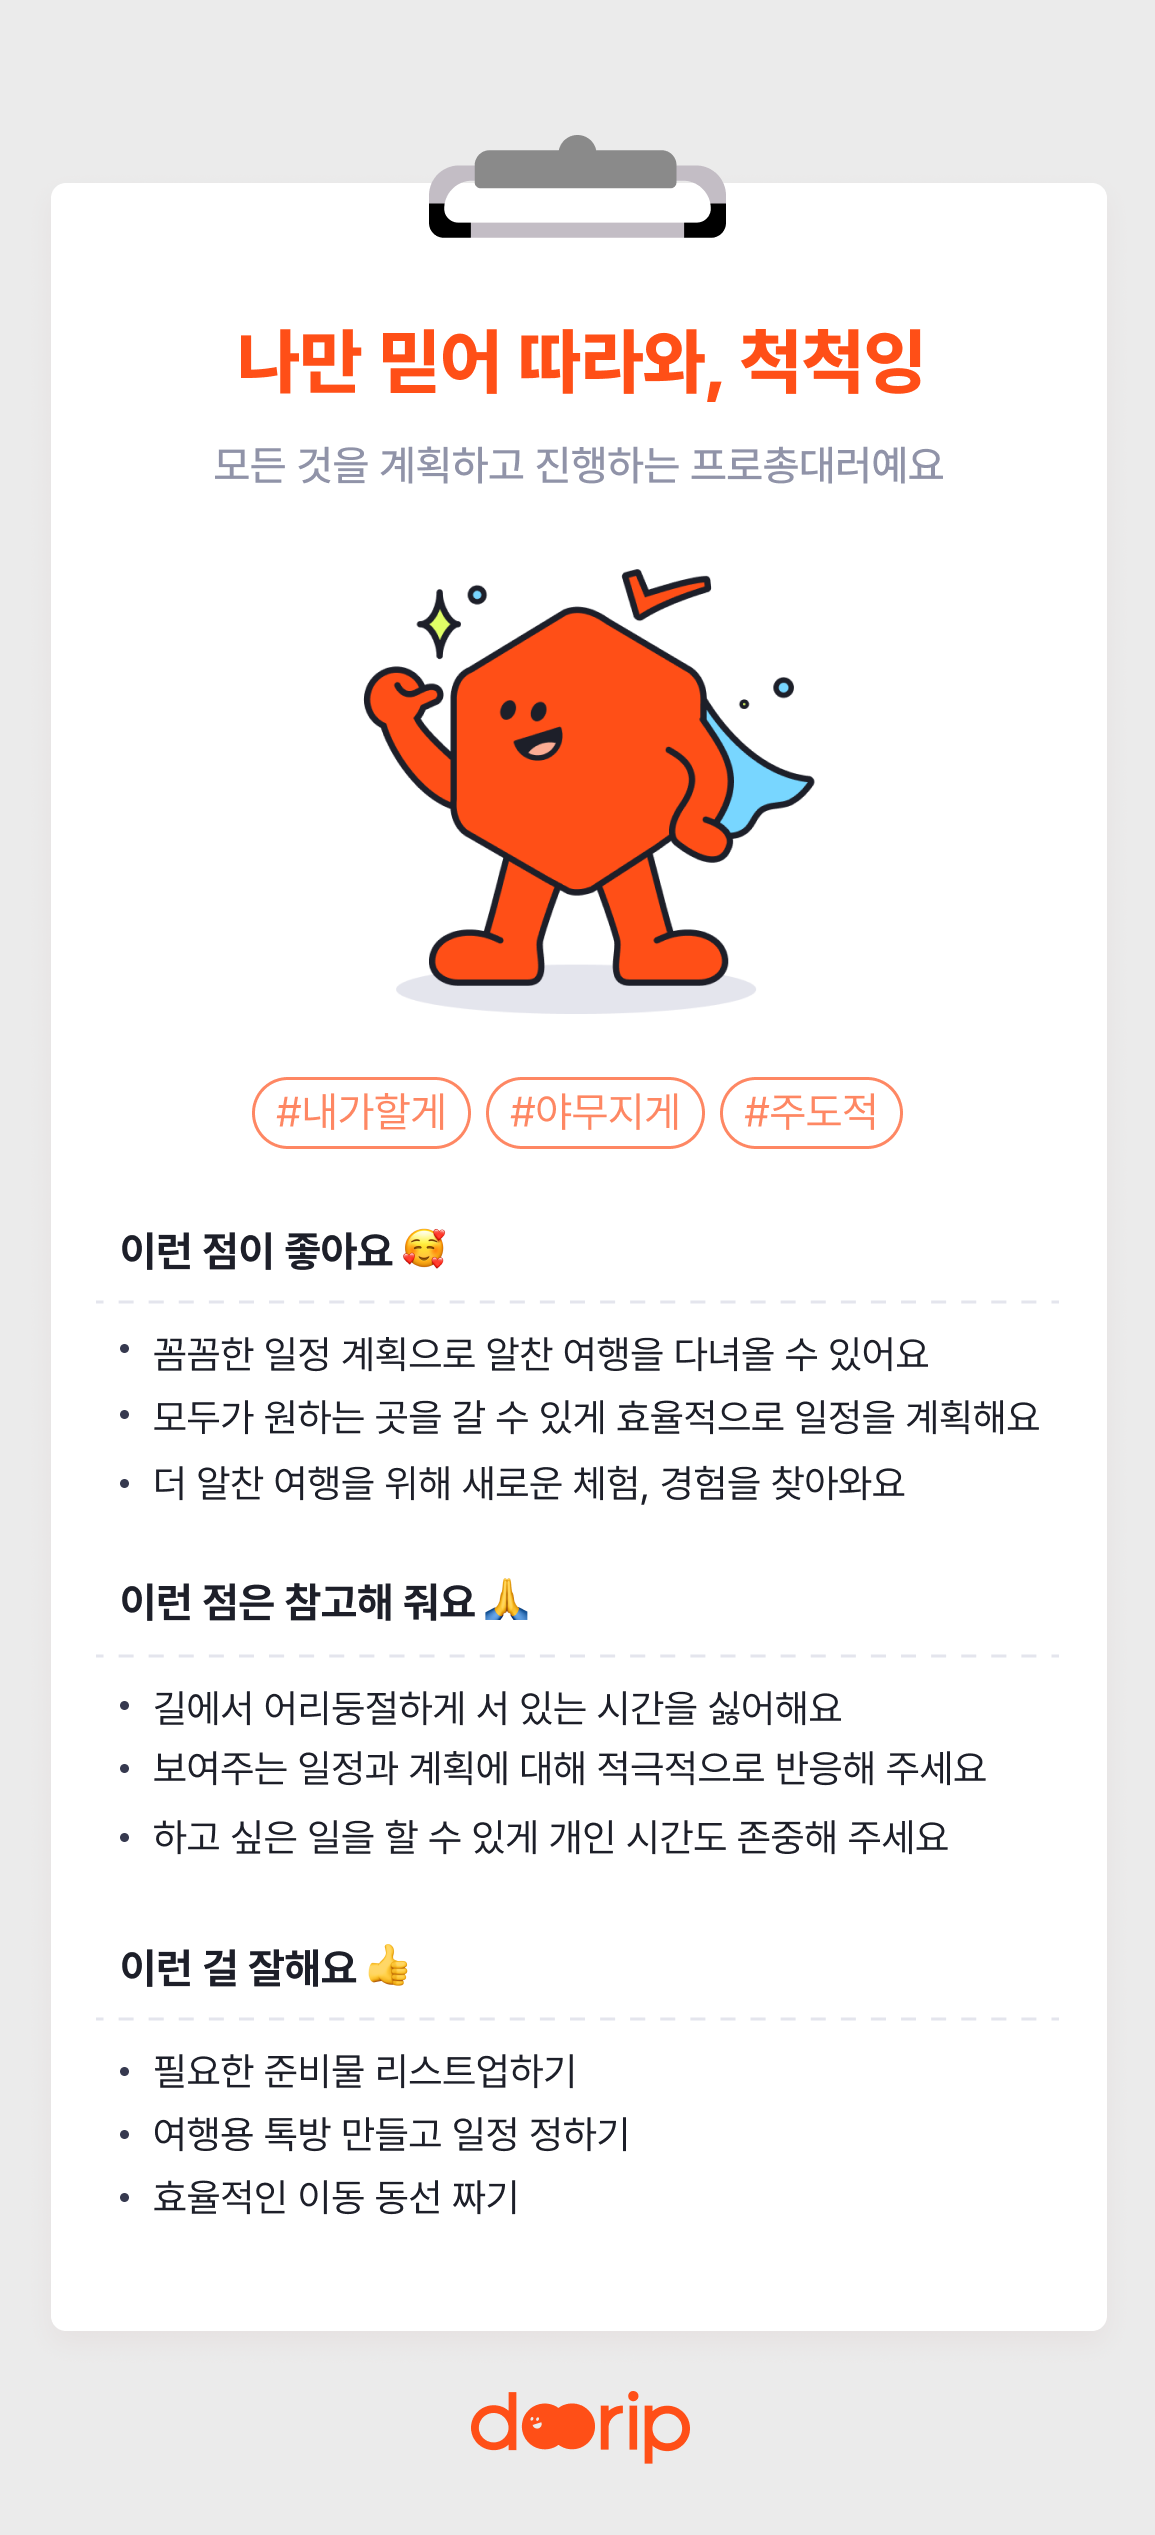 나만 믿어 따라와, 척척잉
모든 것을 계획하고 진행하는 프로총대러예요
#내가할게 #야무지게 #주도적
이런 점이 좋아요 🥰
• 꼼꼼한 일정 계획으로 알찬 여행을 다녀올 수 있어요
• 모두가 원하는 곳을 갈 수 있게 효율적으로 일정을 계획해요
• 더 알찬 여행을 위해 새로운 체험, 경험을 찾아와요
이런 점은 참고해 줘요 🙏
• 길에서 어리둥절하게 서 있는 시간을 싫어해요
• 보여주는 일정과 계획에 대해 적극적으로 반응해 주세요
• 하고 싶은 일을 할 수 있게 개인 시간도 존중해 주세요
이런 걸 잘해요 👍
• 필요한 준비물 리스트업하기
• 여행용 톡방 만들고 일정 정하기
• 효율적인 이동 동선 짜기
doorip